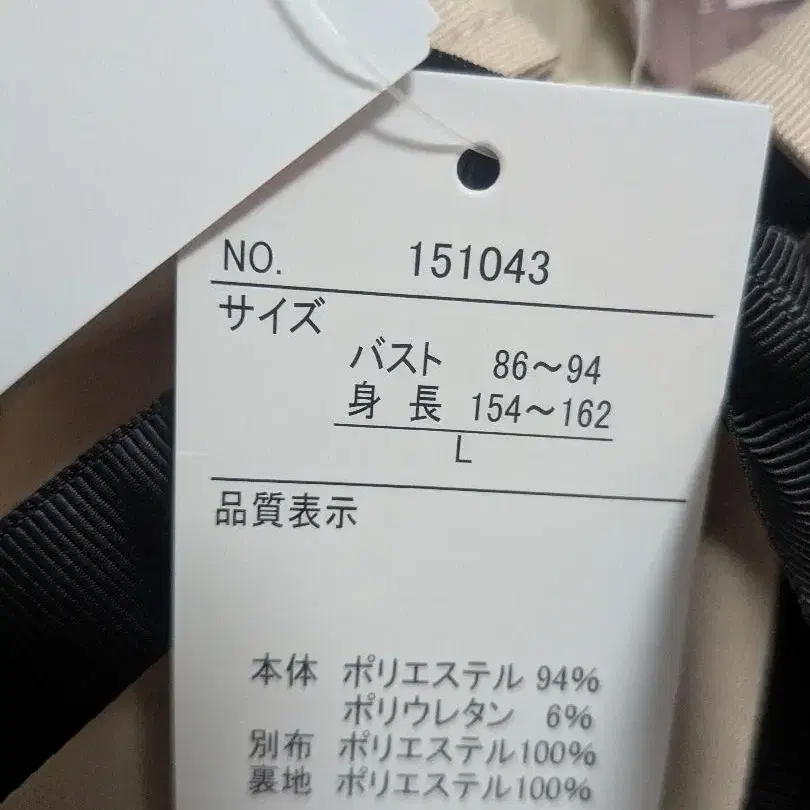 NO. 151043
サイズ
バスト 86～94
身 長 154～162
L
品質表示
本体 ポリエステル 94%
ポリウレタン 6%
別布 ポリエステル100%
裏地 ポリエステル100%